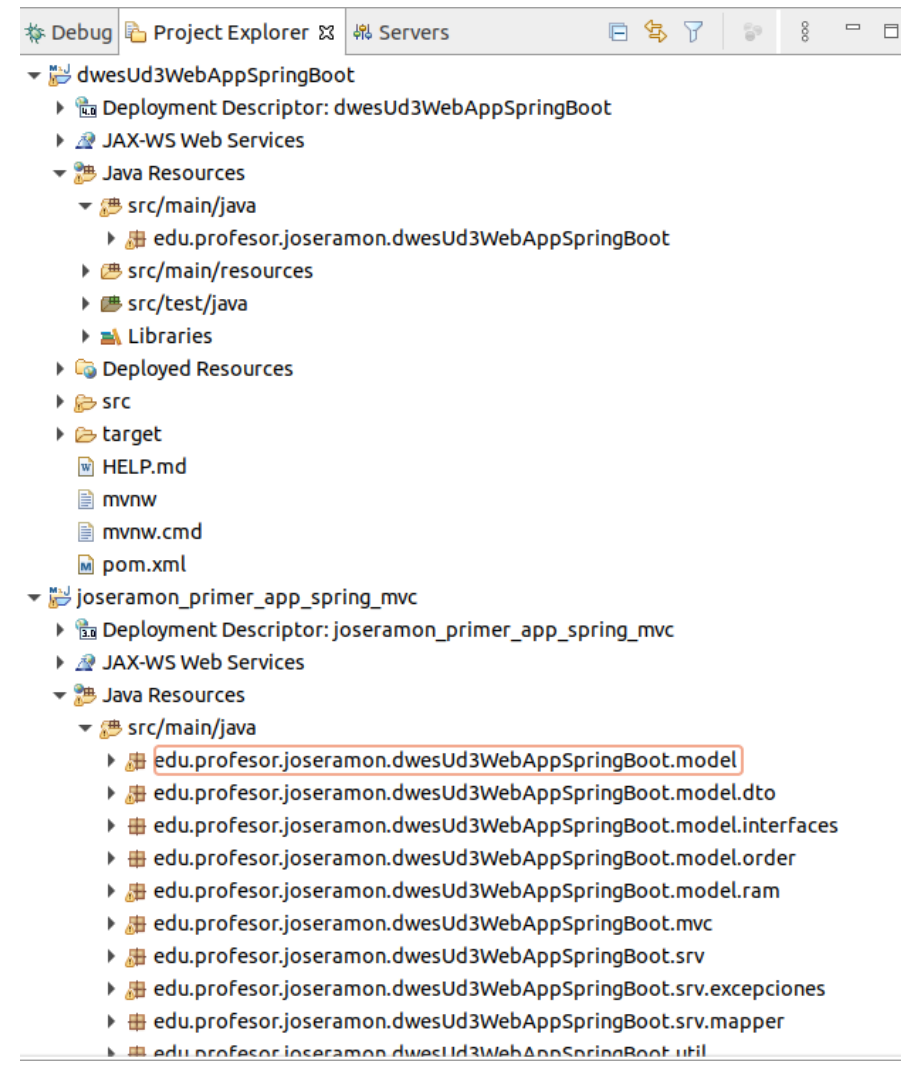 Debug Project Explorer Servers
dwesUd3WebAppSpringBoot
Deployment Descriptor: dwesUd3WebAppSpringBoot
JAX-WS Web Services
Java Resources
src/main/java
edu.profesor.joseramon.dwesUd3WebAppSpringBoot
src/main/resources
src/test/java
Libraries
Deployed Resources
src
target
HELP.md
mvnw
mvnw.cmd
pom.xml
joseramon_primer_app_spring_mvc
Deployment Descriptor: joseramon_primer_app_spring_mvc
JAX-WS Web Services
Java Resources
src/main/java
edu.profesor.joseramon.dwesUd3WebAppSpringBoot.model
edu.profesor.joseramon.dwesUd3WebAppSpringBoot.model.dto
edu.profesor.joseramon.dwesUd3WebAppSpringBoot.model.interfaces
edu.profesor.joseramon.dwesUd3WebAppSpringBoot.model.order
edu.profesor.joseramon.dwesUd3WebAppSpringBoot.model.ram
edu.profesor.joseramon.dwesUd3WebAppSpringBoot.mvc
edu.profesor.joseramon.dwesUd3WebAppSpringBoot.srv
edu.profesor.joseramon.dwesUd3WebAppSpringBoot.srv.excepciones
edu.profesor.joseramon.dwesUd3WebAppSpringBoot.srv.mapper
edu.profesor.joseramon.dwesUd3WebAppSpringBoot.util